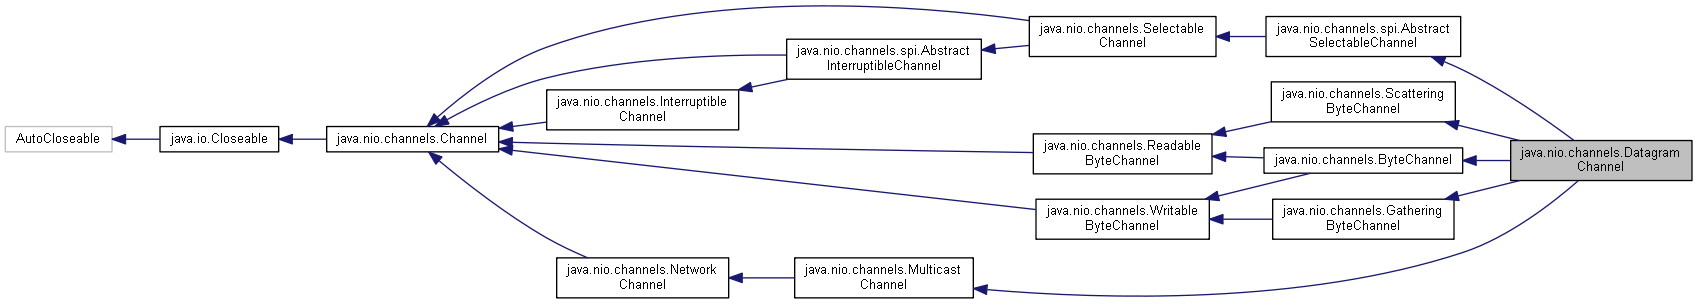 AutoCloseable
java.io.Closeable
java.nio.channels.Channel
java.nio.channels.Interruptible
Channel
java.nio.channels.Network
Channel
java.nio.channels.spi.Abstract
InterruptibleChannel
java.nio.channels.Multicast
Channel
java.nio.channels.Selectable
Channel
java.nio.channels.Readable
ByteChannel
java.nio.channels.Writable
ByteChannel
java.nio.channels.spi.Abstract
SelectableChannel
java.nio.channels.Scattering
ByteChannel
java.nio.channels.ByteChannel
java.nio.channels.Gathering
ByteChannel
java.nio.channels.Datagram
Channel